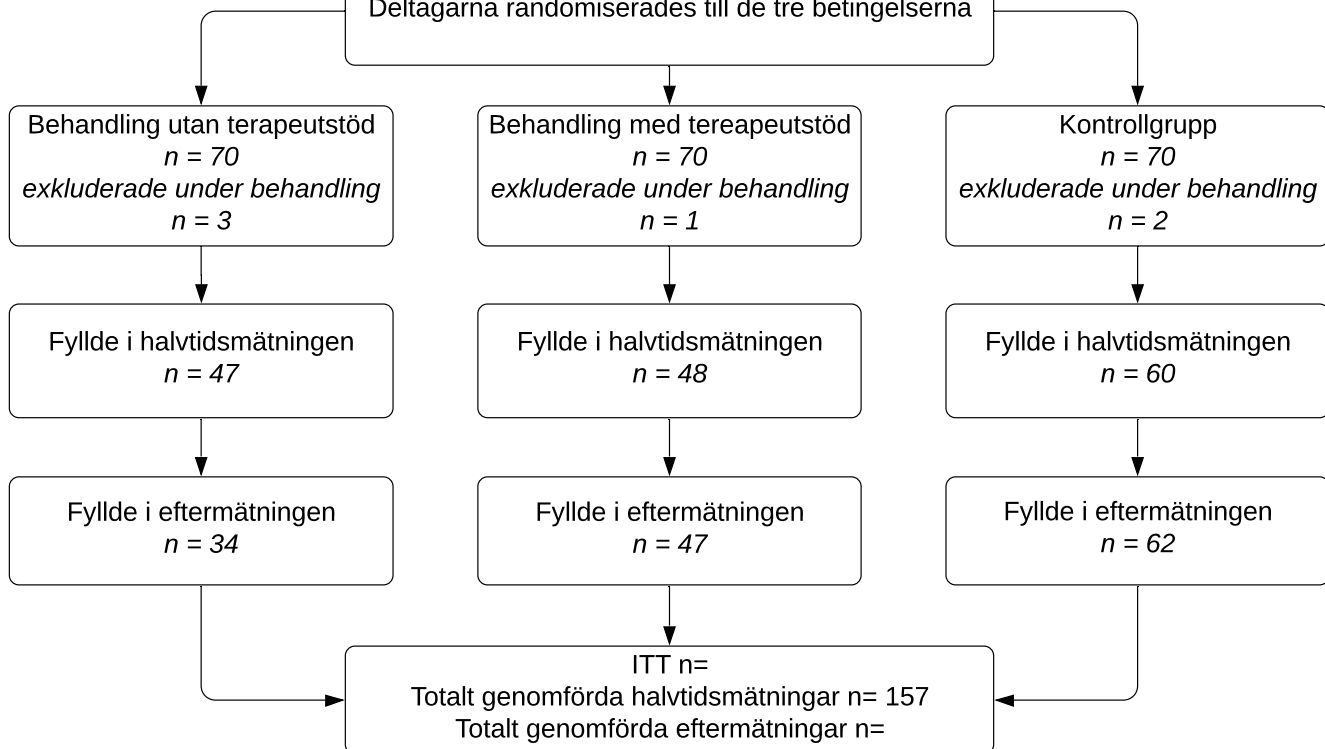 Deltagarna randomiserades till de tre betingelserna
Behandling utan terapeutstöd
n = 70
exkluderade under behandling
n = 3
Behandling med tereapeutstöd
n = 70
exkluderade under behandling
n = 1
Kontrollgrupp
n = 70
exkluderade under behandling
n = 2
Fyllde i halvtidsmätningen
n = 47
Fyllde i halvtidsmätningen
n = 48
Fyllde i halvtidsmätningen
n = 60
Fyllde i eftermätningen
n = 34
Fyllde i eftermätningen
n = 47
Fyllde i eftermätningen
n = 62
ITT n=
Totalt genomförda halvtidsmätningar n= 157
Totalt genomförda eftermätningar n=